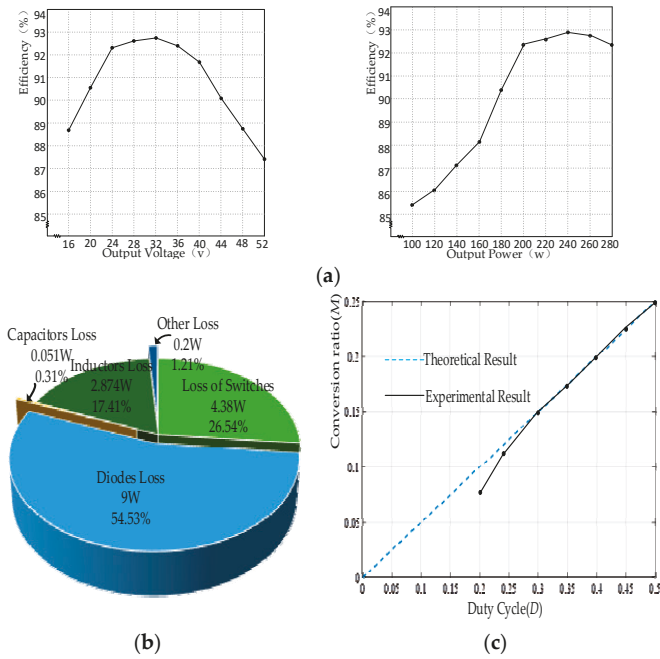 Efficiency (%)
94
93
92
91
90
89
88
87
86
85
16 20 24 28 32 36 40 44 48 52
Output Voltage (v)
Efficiency (%)
94
93
92
91
90
89
88
87
86
85
100 120 140 160 180 200 220 240 260 280
Output Power (w)
(a)
Other Loss
0.2W
1.21%
Capacitors Loss
0.051W
0.31%
Inductors Loss
2.874W
17.41%
Loss of Switches
4.38W
26.54%
Diodes Loss
9W
54.53%
(b)
Conversion ratio(M)
0.25
0.2
0.15
0.1
0.05
0
Theoretical Result
Experimental Result
0 0.05 0.1 0.15 0.2 0.25 0.3 0.35 0.4 0.45 0.5
Duty Cycle(D)
(c)